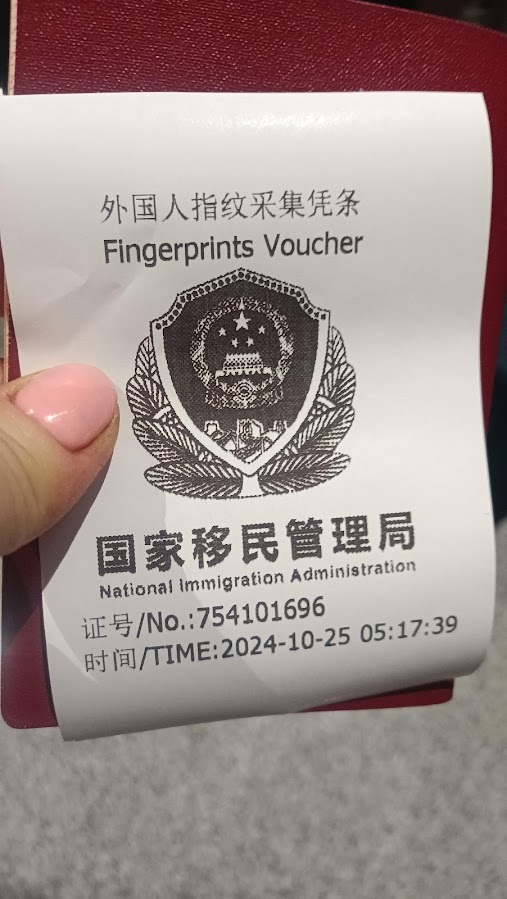 外国人指纹采集凭条
Fingerprints Voucher
国家移民管理局
National Immigration Administration
证号/No.:754101696
时间/TIME:2024-10-25 05:17:39